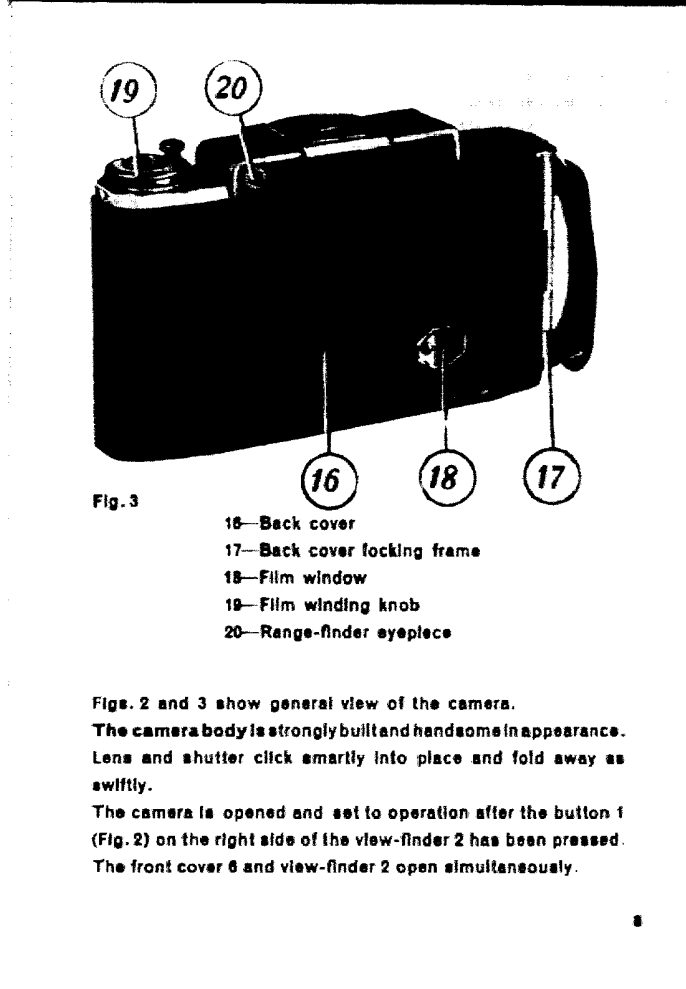 19 20
16 18 17
Fig. 3
16—Back cover
17—Back cover locking frame
18—Film window
19—Film winding knob
20—Range-finder eyepiece
Figs. 2 and 3 show general view of the camera.
The camera body is strongly built and handsome in appearance.
Lens and shutter click smartly into place and fold away as
swiftly.
The camera is opened and set to operation after the button 1
(Fig. 2) on the right side of the view-finder 2 has been pressed.
The front cover 6 and view-finder 2 open simultaneously.